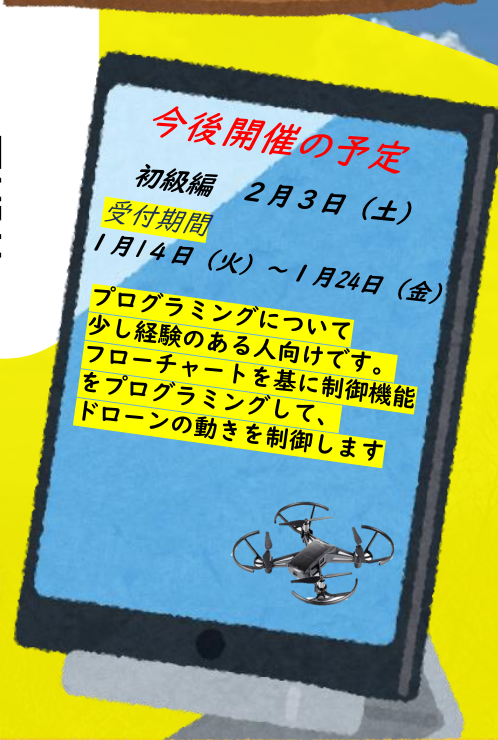 今後開催の予定
初級編　２月３日（土）
受付期間
１月１４日（火）～１月24日（金）
プログラミングについて
少し経験のある人向けです。
フローチャートを基に制御機能
をプログラミングして、
ドローンの動きを制御します